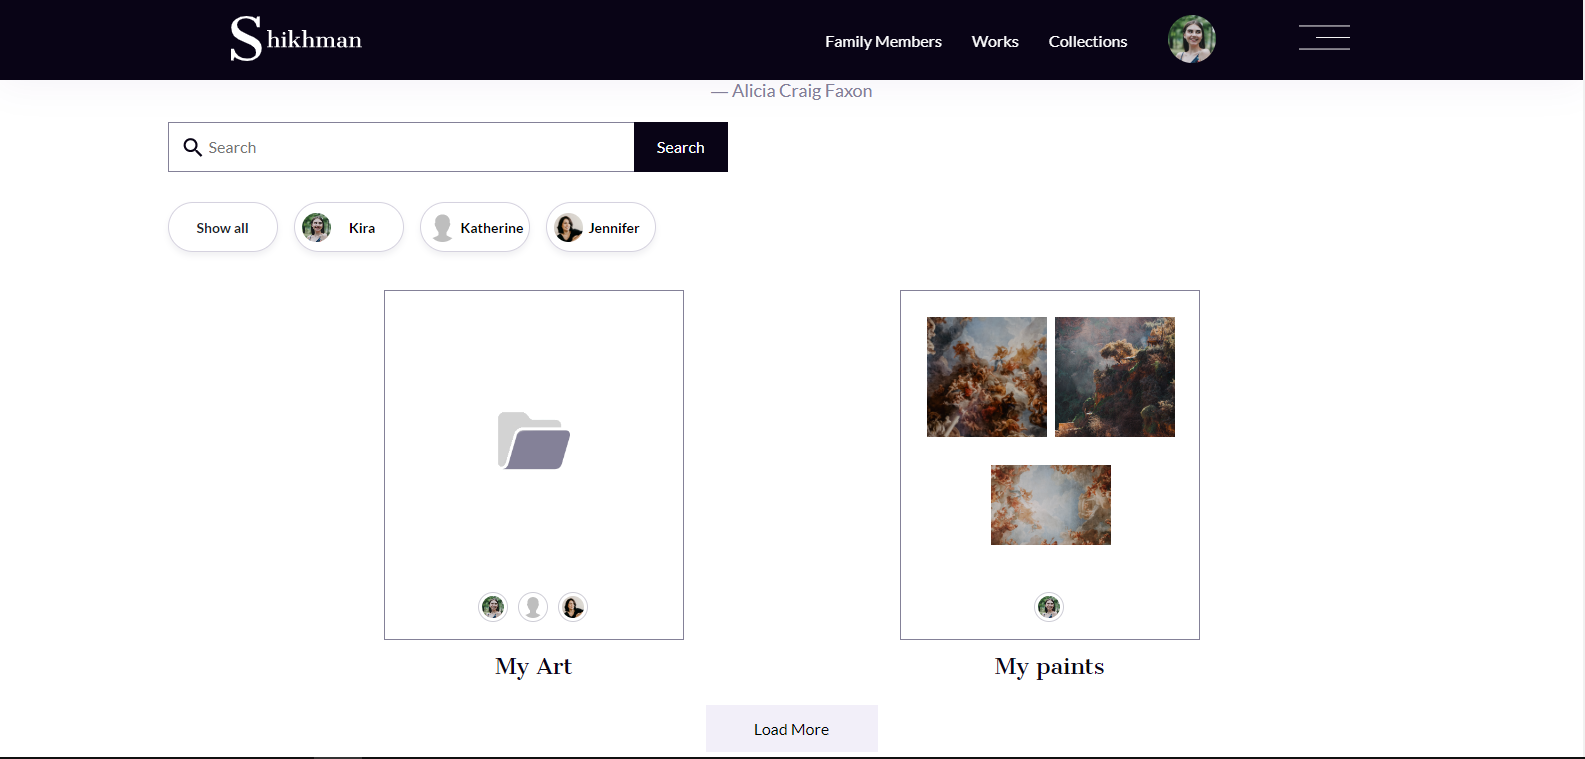 Shikhman
Family Members Works Collections
— Alicia Craig Faxon
Search Search
Show all Kira Katherine Jennifer
My Art My paints
Load More